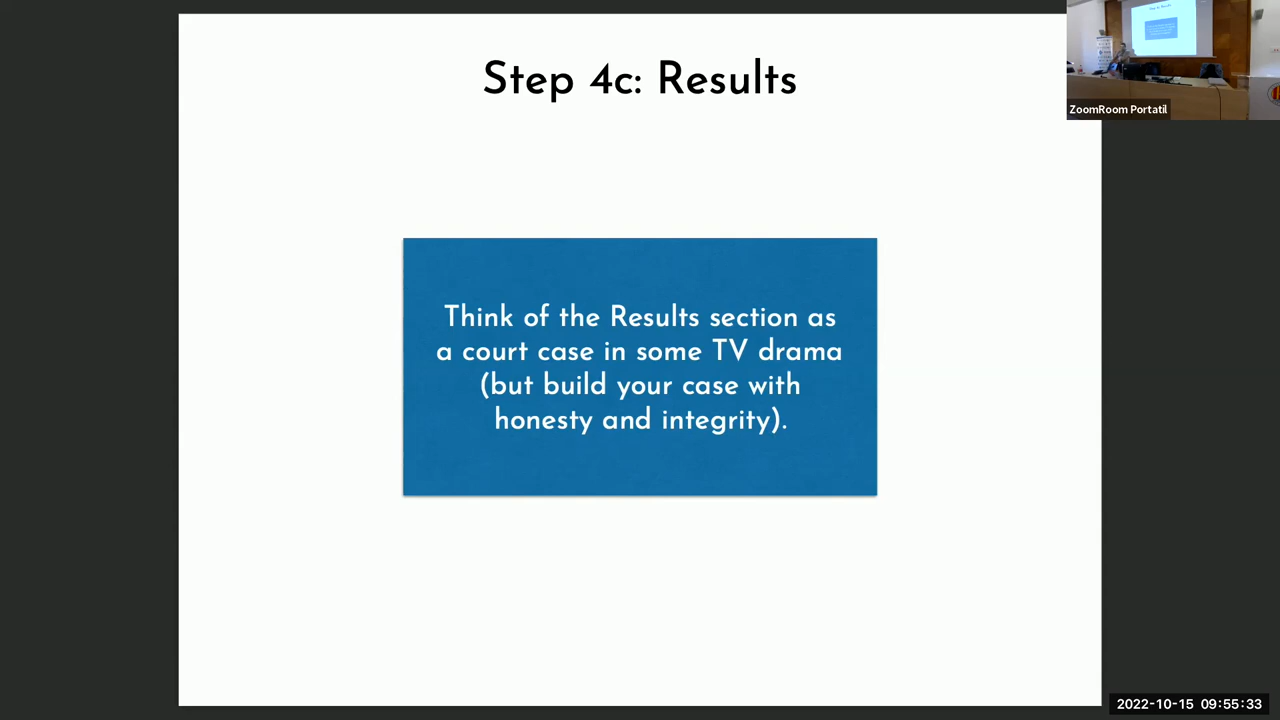 Step 4c: Results
Think of the Results section as
a court case in some TV drama
(but build your case with
honesty and integrity).
ZoomRoom Portatil
2022-10-15 09:55:33